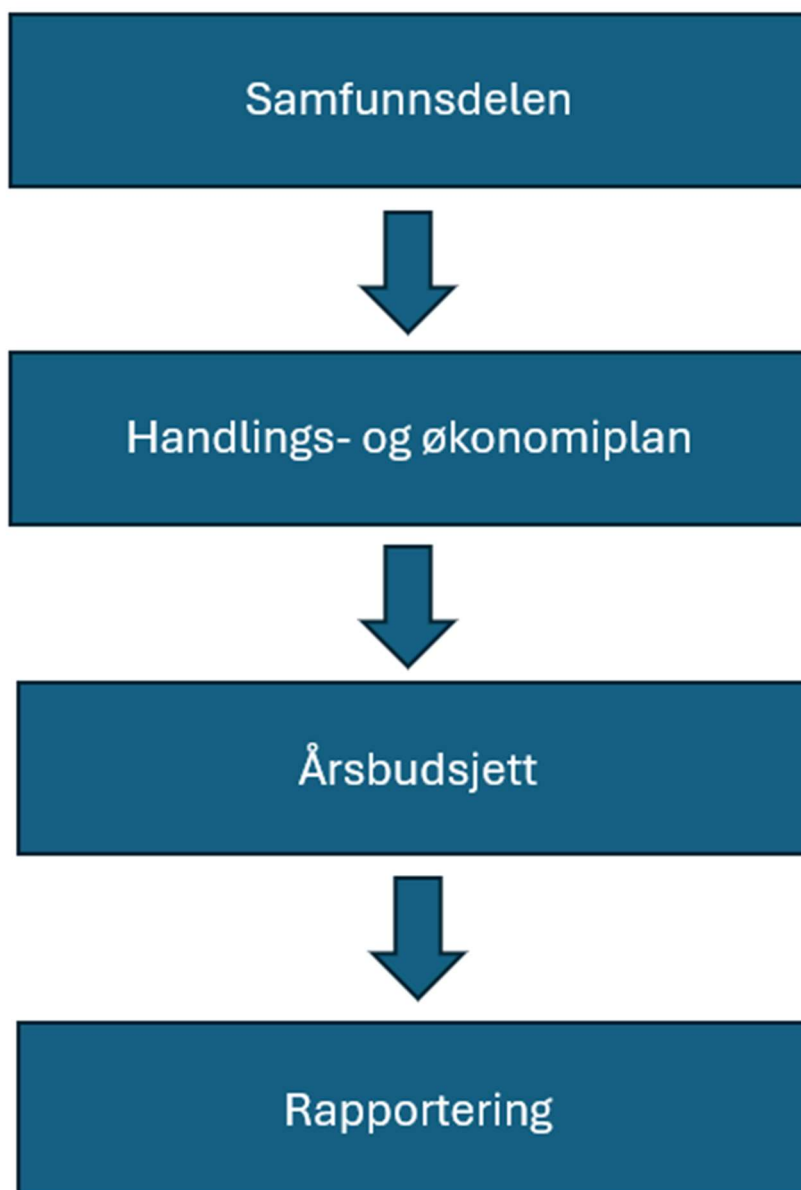 Samfunnsdelen
Handlings- og økonomiplan
Årsbudsjett
Rapportering